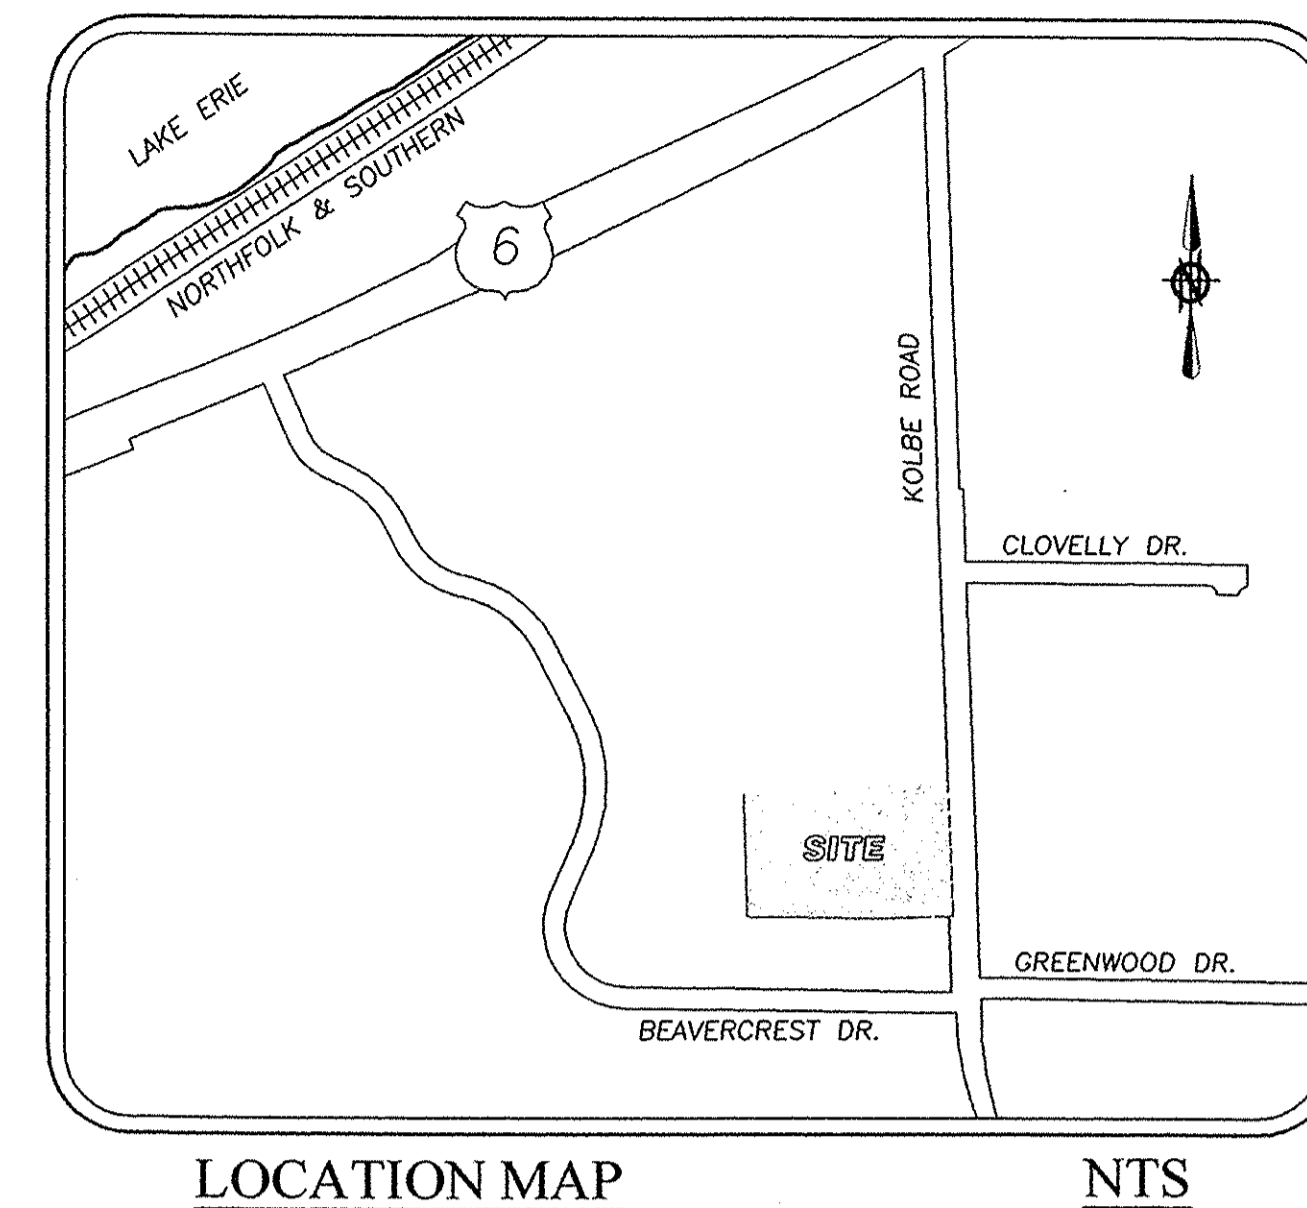 LAKE ERIE
NORTHFOLK & SOUTHERN
6
KOLBE ROAD
N
CLOVELLY DR.
SITE
GREENWOOD DR.
BEAVERCREST DR.
LOCATION MAP
NTS